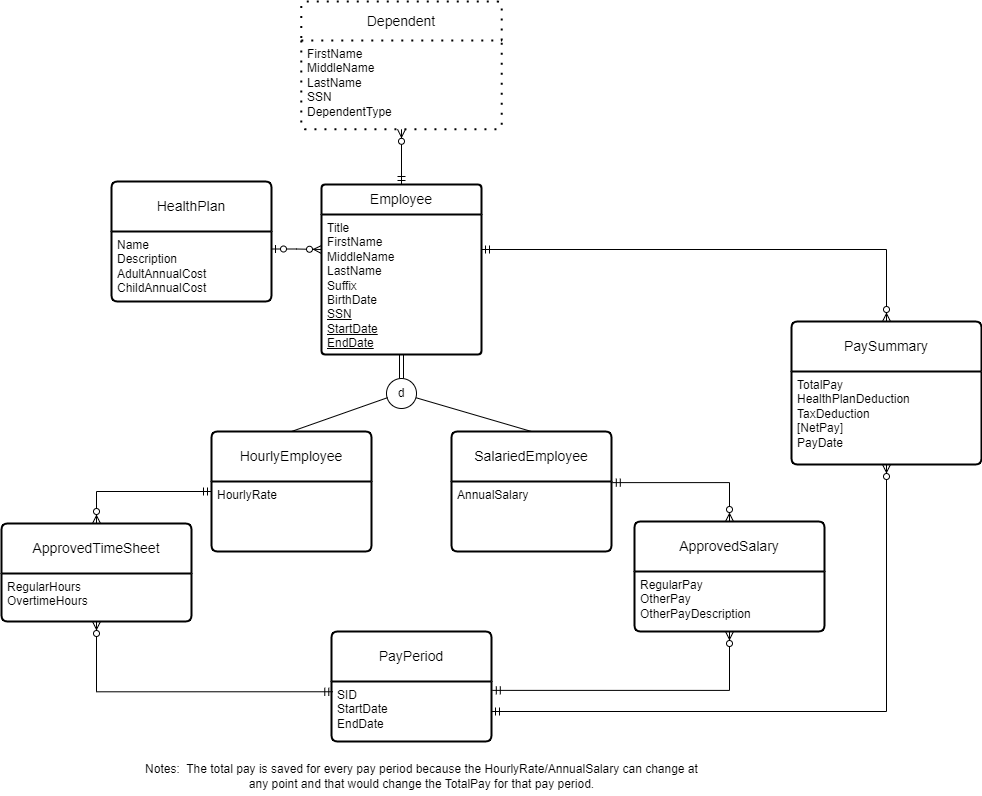 Dependent
FirstName
MiddleName
LastName
SSN
DependentType
HealthPlan
Name
Description
AdultAnnualCost
ChildAnnualCost
Employee
Title
FirstName
MiddleName
LastName
Suffix
BirthDate
SSN
StartDate
EndDate
PaySummary
TotalPay
HealthPlanDeduction
TaxDeduction
[NetPay]
PayDate
d
HourlyEmployee
HourlyRate
SalariedEmployee
AnnualSalary
ApprovedTimeSheet
RegularHours
OvertimeHours
ApprovedSalary
RegularPay
OtherPay
OtherPayDescription
PayPeriod
SID
StartDate
EndDate
Notes:  The total pay is saved for every pay period because the HourlyRate/AnnualSalary can change at
any point and that would change the TotalPay for that pay period.